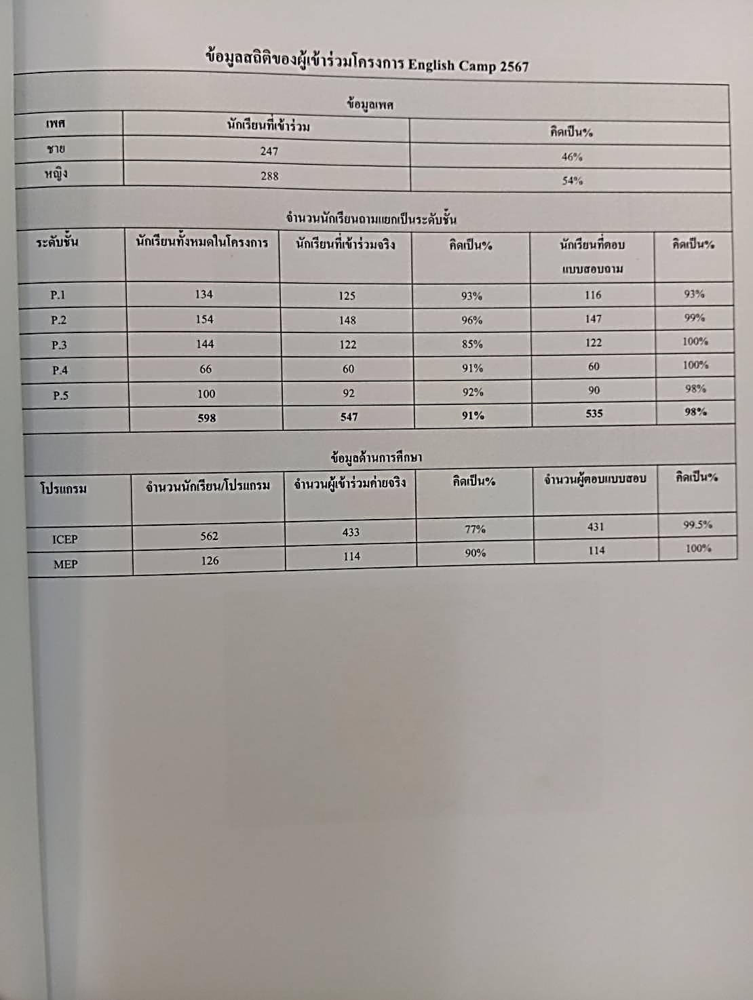 ข้อมูลสถิติของผู้เข้าร่วมโครงการ English Camp 2567
ข้อมูลเพศ
เพศ นักเรียนที่เข้าร่วม คิดเป็น%
ชาย 247 46%
หญิง 288 54%
จำนวนนักเรียนถามแยกเป็นระดับชั้น
ระดับชั้น นักเรียนทั้งหมดในโครงการ นักเรียนที่เข้าร่วมจริง คิดเป็น% นักเรียนที่ตอบ คิดเป็น%
แบบสอบถาม
P.1 134 125 93% 116 93%
P.2 154 148 96% 147 99%
P.3 144 122 85% 122 100%
P.4 66 60 91% 60 100%
P.5 100 92 92% 90 98%
598 547 91% 535 98%
ข้อมูลด้านการศึกษา
โปรแกรม จำนวนนักเรียน/โปรแกรม จำนวนผู้เข้าร่วมค่ายจริง คิดเป็น% จำนวนผู้ตอบแบบสอบ คิดเป็น%
ICEP 562 433 77% 431 99.5%
MEP 126 114 90% 114 100%